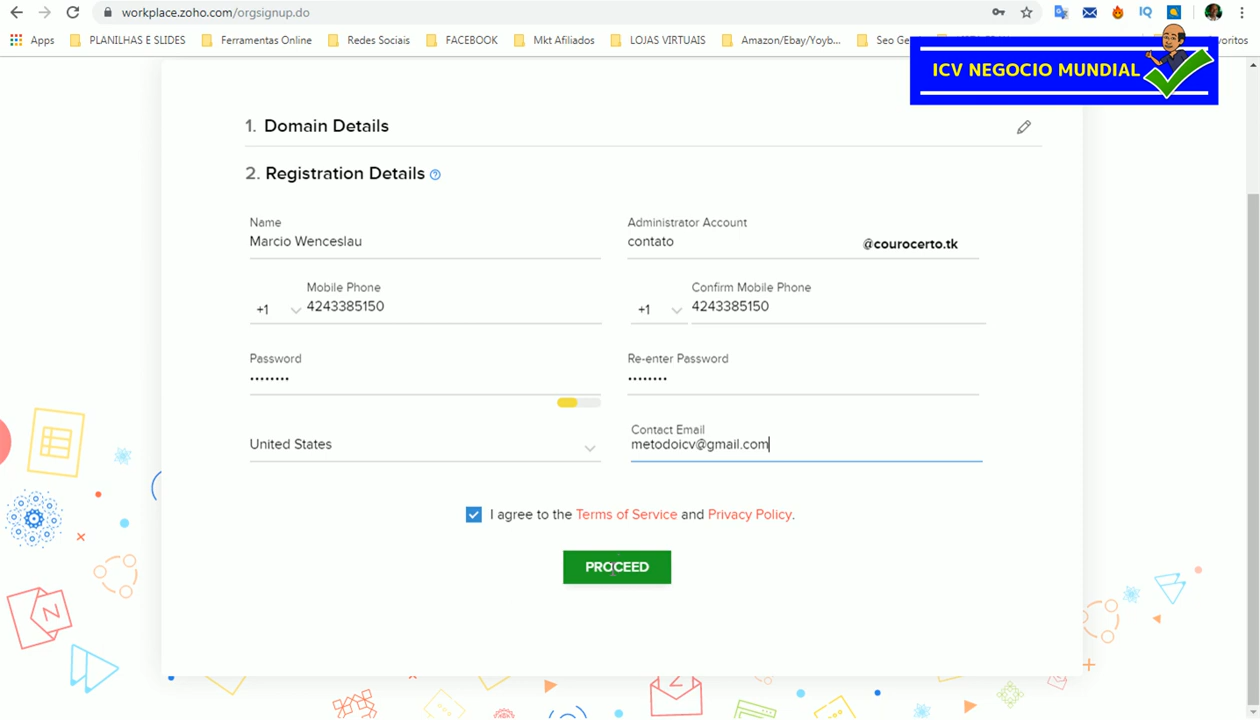 workplace.zoho.com/orgsignup.do
Apps
PLANILHAS E SLIDES
Ferramentas Online
Redes Sociais
FACEBOOK
Mkt Afiliados
LOJAS VIRTUAIS
Amazon/Ebay/Yoyb...
Seo Ge
ICV NEGOCIO MUNDIAL
1. Domain Details
2. Registration Details
Name
Marcio Wenceslau
Administrator Account
contato
@courocerto.tk
Mobile Phone
+1
4243385150
Confirm Mobile Phone
+1
4243385150
Password
••••••••
Re-enter Password
••••••••
United States
Contact Email
metodoicv@gmail.com
I agree to the Terms of Service and Privacy Policy.
PROCEED